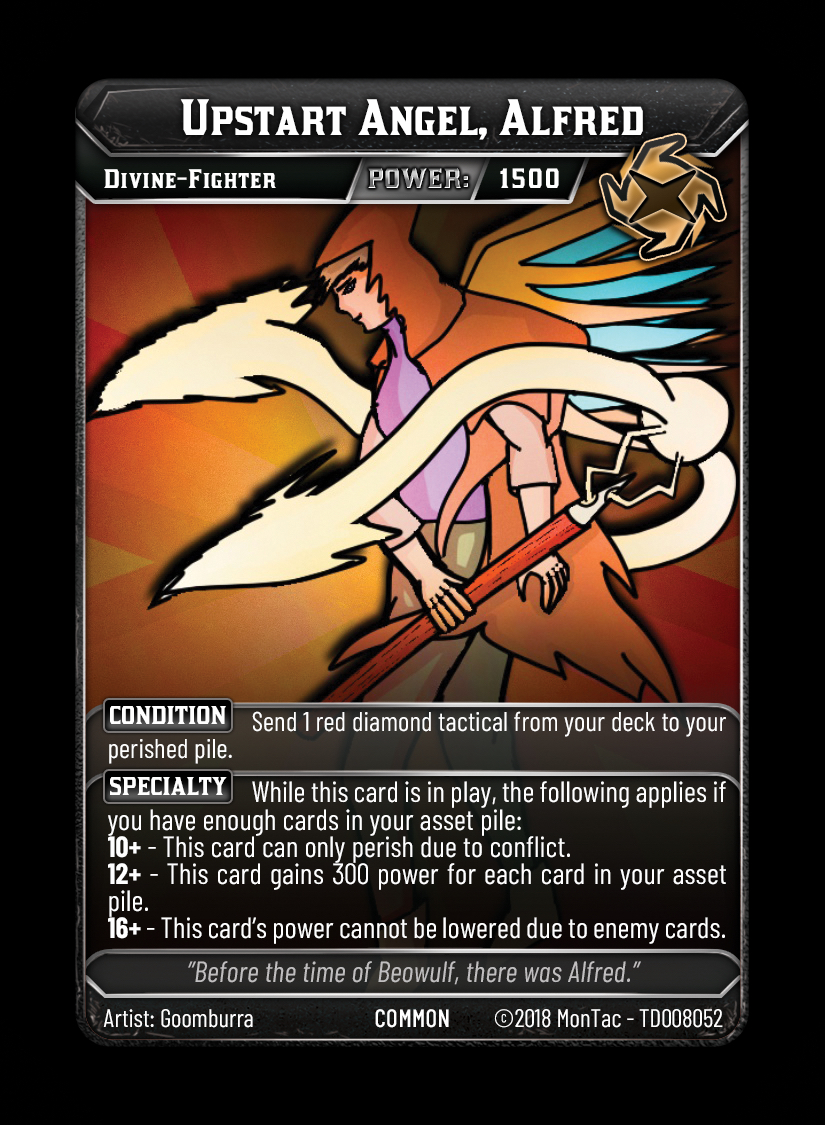 Upstart Angel, Alfred
Divine-Fighter POWER: 1500
CONDITION Send 1 red diamond tactical from your deck to your
perished pile.
SPECIALTY While this card is in play, the following applies if
you have enough cards in your asset pile:
10+ - This card can only perish due to conflict.
12+ - This card gains 300 power for each card in your asset
pile.
16+ - This card's power cannot be lowered due to enemy cards.
"Before the time of Beowulf, there was Alfred."
Artist: Goomburra COMMON ©2018 MonTac - TD008052